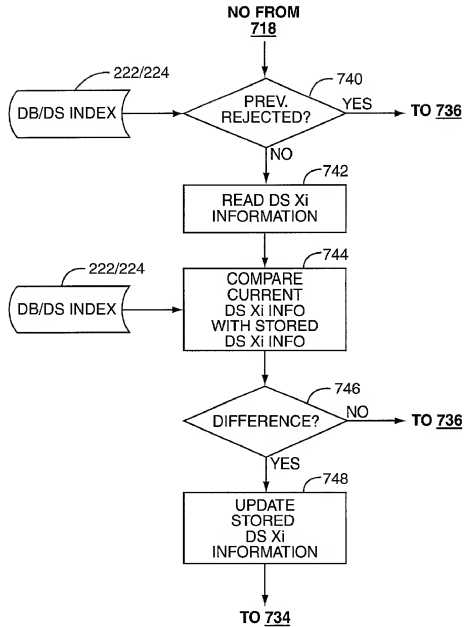 NO FROM
718
222/224
740
DB/DS INDEX
PREV.
REJECTED?
YES
TO 736
NO
742
READ DS Xi
INFORMATION
744
222/224
DB/DS INDEX
COMPARE
CURRENT
DS Xi INFO
WITH STORED
DS Xi INFO
746
DIFFERENCE?
NO
TO 736
YES
748
UPDATE
STORED
DS Xi
INFORMATION
TO 734